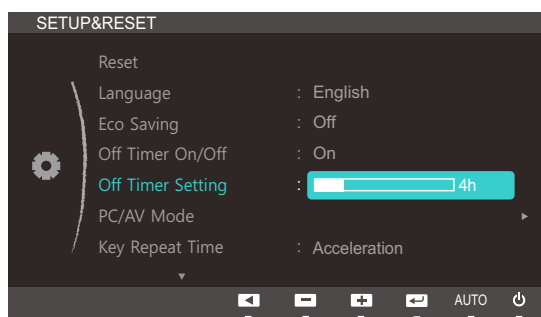 SETUP&RESET
Reset
Language : English
Eco Saving : Off
Off Timer On/Off : On
Off Timer Setting : 4h
PC/AV Mode
Key Repeat Time : Acceleration
AUTO